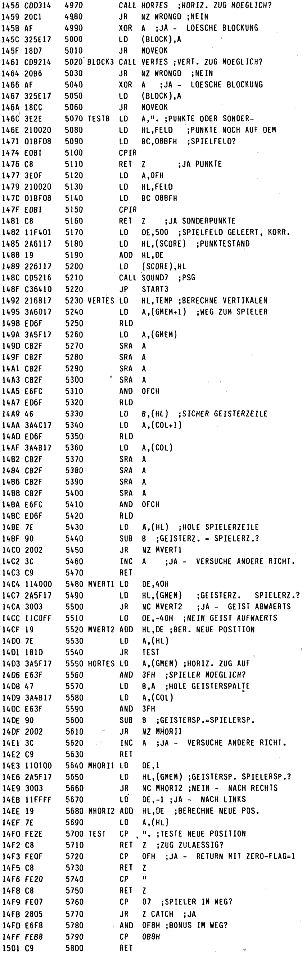 1456 CDD314 4970 CALL HORTES ;HORIZ. ZUG MOEGLICH?
1459 20C1 4980 JR NZ WRONGD ;NEIN
145B AF 4990 XOR A ;JA - LOESCHE BLOCKUNG
145C 325E17 5000 LD (BLOCK),A
145F 18D7 5010 JR MOVEOK
1461 CD9214 5020 BLOCK3 CALL VERTES ;VERT. ZUG MOEGLICH?
1464 20B6 5030 JR NZ WRONGD ;NEIN
1466 AF 5040 XOR A ;JA - LOESCHE BLOCKUNG
1467 325E17 5050 LD (BLOCK),A
146A 18CC 5060 JR MOVEOK
146C 3E2E 5070 TESTB LD A,". ;PUNKTE ODER SONDER-
146E 210020 5080 LD HL,FELD ;PUNKTE NOCH AUF DEM
1471 01BF08 5090 LD BC,08BFH ;SPIELFELD?
1474 EDB1 5100 CPIR
1476 C8 5110 RET Z ;JA PUNKTE
1477 3E0F 5120 LD A,0FH
1479 210020 5130 LD HL,FELD
147C 01BF08 5140 LD BC 08BFH
147F EDB1 5150 CPIR
1481 C8 5160 RET Z ;JA SONDERPUNKTE
1482 11F401 5170 LD DE,500 ;SPIELFELD GELEERT, KORR.
1485 2A6117 5180 LD HL,(SCORE) ;PUNKTESTAND
1488 19 5190 ADD HL,DE
1489 226117 5200 LD (SCORE),HL
148C CD5216 5210 CALL SOUND7 ;PSG
148F C36410 5220 JP START3
1492 216817 5230 VERTES LD HL,TEMP ;BERECHNE VERTIKALEN
1495 3A6017 5240 LD A,(GMEM+1) ;WEG ZUM SPIELER
1498 ED6F 5250 RLD
149A 3A5F17 5260 LD A,(GMEM)
149D CB2F 5270 SRA A
149F CB2F 5280 SRA A
14A1 CB2F 5290 SRA A
14A3 CB2F 5300 SRA A
14A5 E6FC 5310 AND 0FCH
14A7 ED6F 5320 RLD
14A9 46 5330 LD B,(HL) ;SICHER GEISTERZEILE
14AA 3A4C17 5340 LD A,(COL+1)
14AD ED6F 5350 RLD
14AF 3A4B17 5360 LD A,(COL)
14B2 CB2F 5370 SRA A
14B4 CB2F 5380 SRA A
14B6 CB2F 5390 SRA A
14B8 CB2F 5400 SRA A
14BA E6FC 5410 AND 0FCH
14BC ED6F 5420 RLD
14BE 7E 5430 LD A,(HL) ;HOLE SPIELERZEILE
14BF 90 5440 SUB B ;GEISTERZ. = SPIELERZ.?
14C0 2002 5450 JR NZ MVERT1
14C2 3C 5460 INC A ;JA - VERSUCHE ANDERE RICHT.
14C3 C9 5470 RET
14C4 114000 5480 MVERT1 LD DE,40H
14C7 2A5F17 5490 LD HL,(GMEM) ;GEISTERZ. SPIELERZ.?
14CA 3003 5500 JR NC MVERT2 ;JA - GEIST ABWAERTS
14CC 11C0FF 5510 LD DE,-40H ;NEIN GEIST AUFWAERTS
14CF 19 5520 MVERT2 ADD HL,DE ;BER. NEUE POSITION
14D0 7E 5530 LD A,(HL)
14D1 181D 5540 JR TEST
14D3 3A5F17 5550 HORTES LD A,(GMEM) ;HORIZ. ZUG AUF
14D6 E63F 5560 AND 3FH ;SPIELER MOEGLICH?
14D8 47 5570 LD B,A ;HOLE GEISTERSPALTE
14D9 3A4B17 5580 LD A,(COL)
14DC E63F 5590 AND 3FH
14DE 90 5600 SUB B ;GEISTERSP.=SPIELERSP.
14DF 2002 5610 JR NZ MHORI1
14E1 3C 5620 INC A ;JA - VERSUCHE ANDERE RICHT.
14E2 C9 5630 RET
14E3 110100 5640 MHORI1 LD DE,1
14E6 2A5F17 5650 LD HL,(GMEM) ;GEISTERSP. SPIELERSP.?
14E9 3003 5660 JR NC MHORIZ ;NEIN - NACH RECHTS
14EB 11FFFF 5670 LD DE,-1 ;JA - NACH LINKS
14EE 19 5680 MHORI2 ADD HL,DE ;BERECHNE NEUE POS.
14EF 7E 5690 LD A,(HL)
14F0 FE2E 5700 TEST CP ". ;TESTE NEUE POSITION
14F2 C8 5710 RET Z ;ZUG ZULAESSIG?
14F3 FE0F 5720 CP 0FH ;JA - RETURN MIT ZERO-FLAG=1
14F5 C8 5730 RET Z
14F6 FE20 5740 CP "
14F8 C8 5750 RET Z
14F9 FE07 5760 CP 07 ;SPIELER IM WEG?
14FB 2805 5770 JR Z CATCH ;JA
14FD E6F8 5780 AND 0F8H ;BONUS IM WEG?
14FF FEB8 5790 CP 0B8H
1501 C9 5800 RET